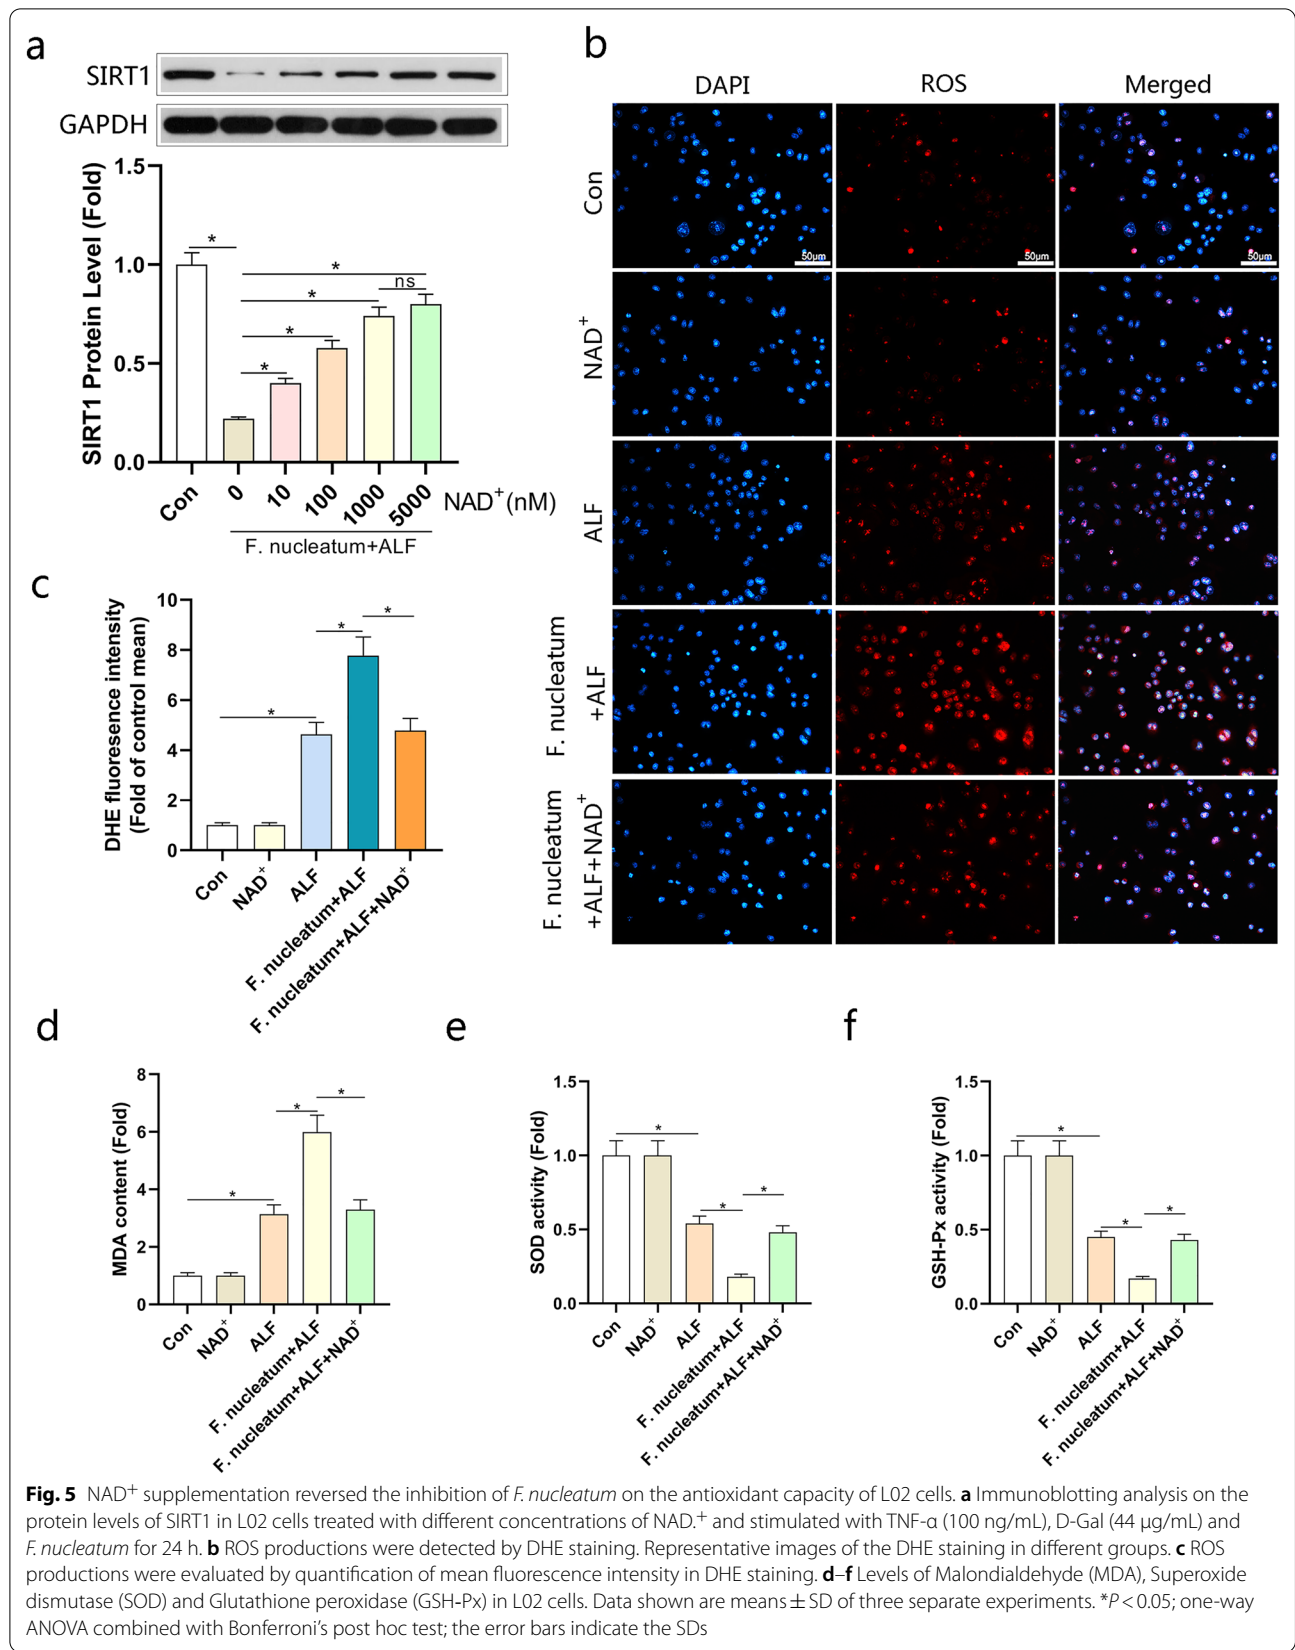 a
SIRT1
GAPDH
SIRT1 Protein Level (Fold)
1.5
1.0
0.5
0.0
*
*
*
*
*
ns
Con
0
10
100
1000
5000
NAD⁺(nM)
F. nucleatum+ALF
b
DAPI
ROS
Merged
Con
50μm
50μm
50μm
NAD⁺
ALF
F. nucleatum
+ALF
F. nucleatum
+ALF+NAD⁺
c
DHE fluoresence intensity
(Fold of control mean)
10
8
6
4
2
0
*
*
*
Con
NAD⁺
ALF
F. nucleatum+ALF
F. nucleatum+ALF+NAD⁺
d
MDA content (Fold)
8
6
4
2
0
*
*
*
Con
NAD⁺
ALF
F. nucleatum+ALF
F. nucleatum+ALF+NAD⁺
e
SOD activity (Fold)
1.5
1.0
0.5
0.0
*
*
*
Con
NAD⁺
ALF
F. nucleatum+ALF
F. nucleatum+ALF+NAD⁺
f
GSH-Px activity (Fold)
1.5
1.0
0.5
0.0
*
*
*
Con
NAD⁺
ALF
F. nucleatum+ALF
F. nucleatum+ALF+NAD⁺
Fig. 5 NAD⁺ supplementation reversed the inhibition of F. nucleatum on the antioxidant capacity of L02 cells. a Immunoblotting analysis on the
protein levels of SIRT1 in L02 cells treated with different concentrations of NAD.⁺ and stimulated with TNF-α (100 ng/mL), D-Gal (44 μg/mL) and
F. nucleatum for 24 h. b ROS productions were detected by DHE staining. Representative images of the DHE staining in different groups. c ROS
productions were evaluated by quantification of mean fluorescence intensity in DHE staining. d–f Levels of Malondialdehyde (MDA), Superoxide
dismutase (SOD) and Glutathione peroxidase (GSH-Px) in L02 cells. Data shown are means ± SD of three separate experiments. *P < 0.05; one-way
ANOVA combined with Bonferroni's post hoc test; the error bars indicate the SDs